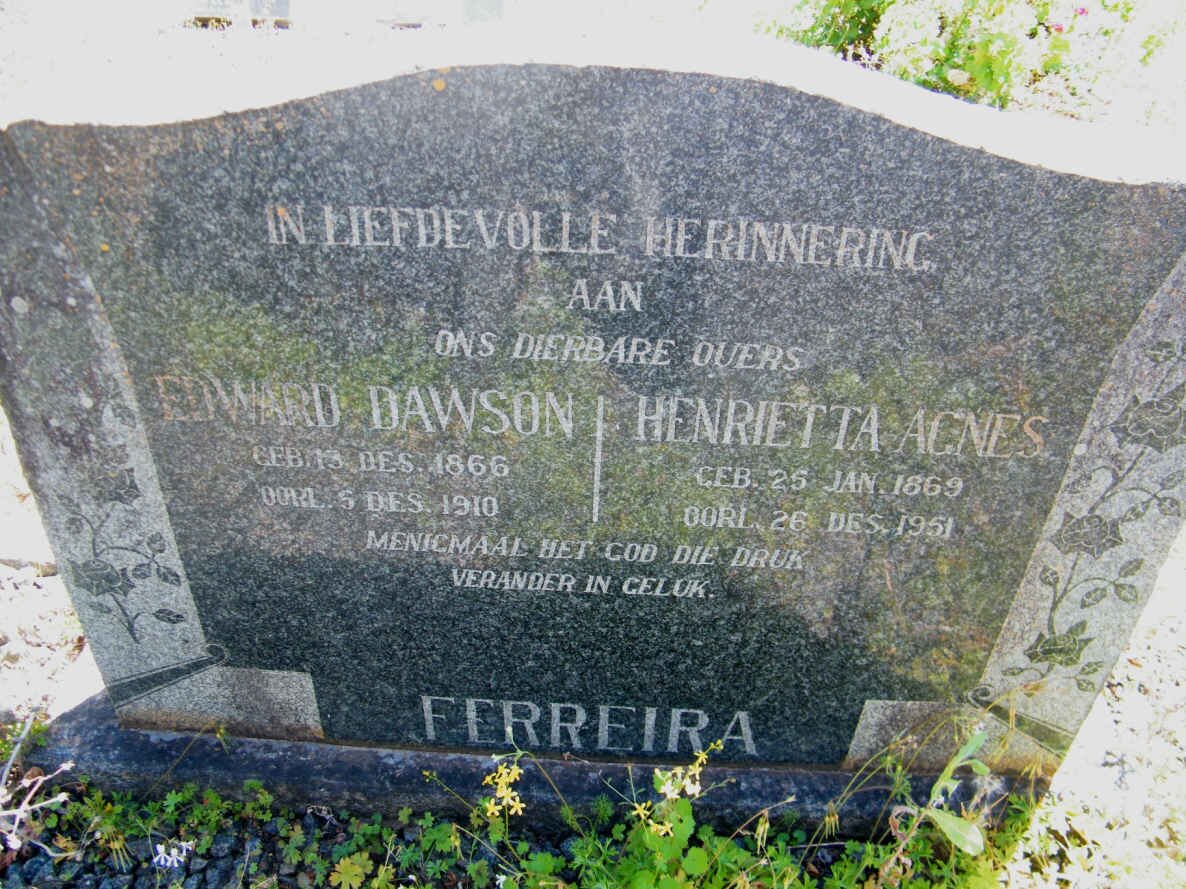 IN LIEFDEVOLLE HERINNERING
AAN
ONS DIERBARE OUERS
EDWARD DAWSON
GEB. 13 DES. 1866
OORL. 5 DES. 1910
HENRIETTA AGNES
GEB. 25 JAN. 1869
OORL. 26 DES. 1951
MENIGMAAL HET GOD DIE DRUK
VERANDER IN GELUK.
FERREIRA